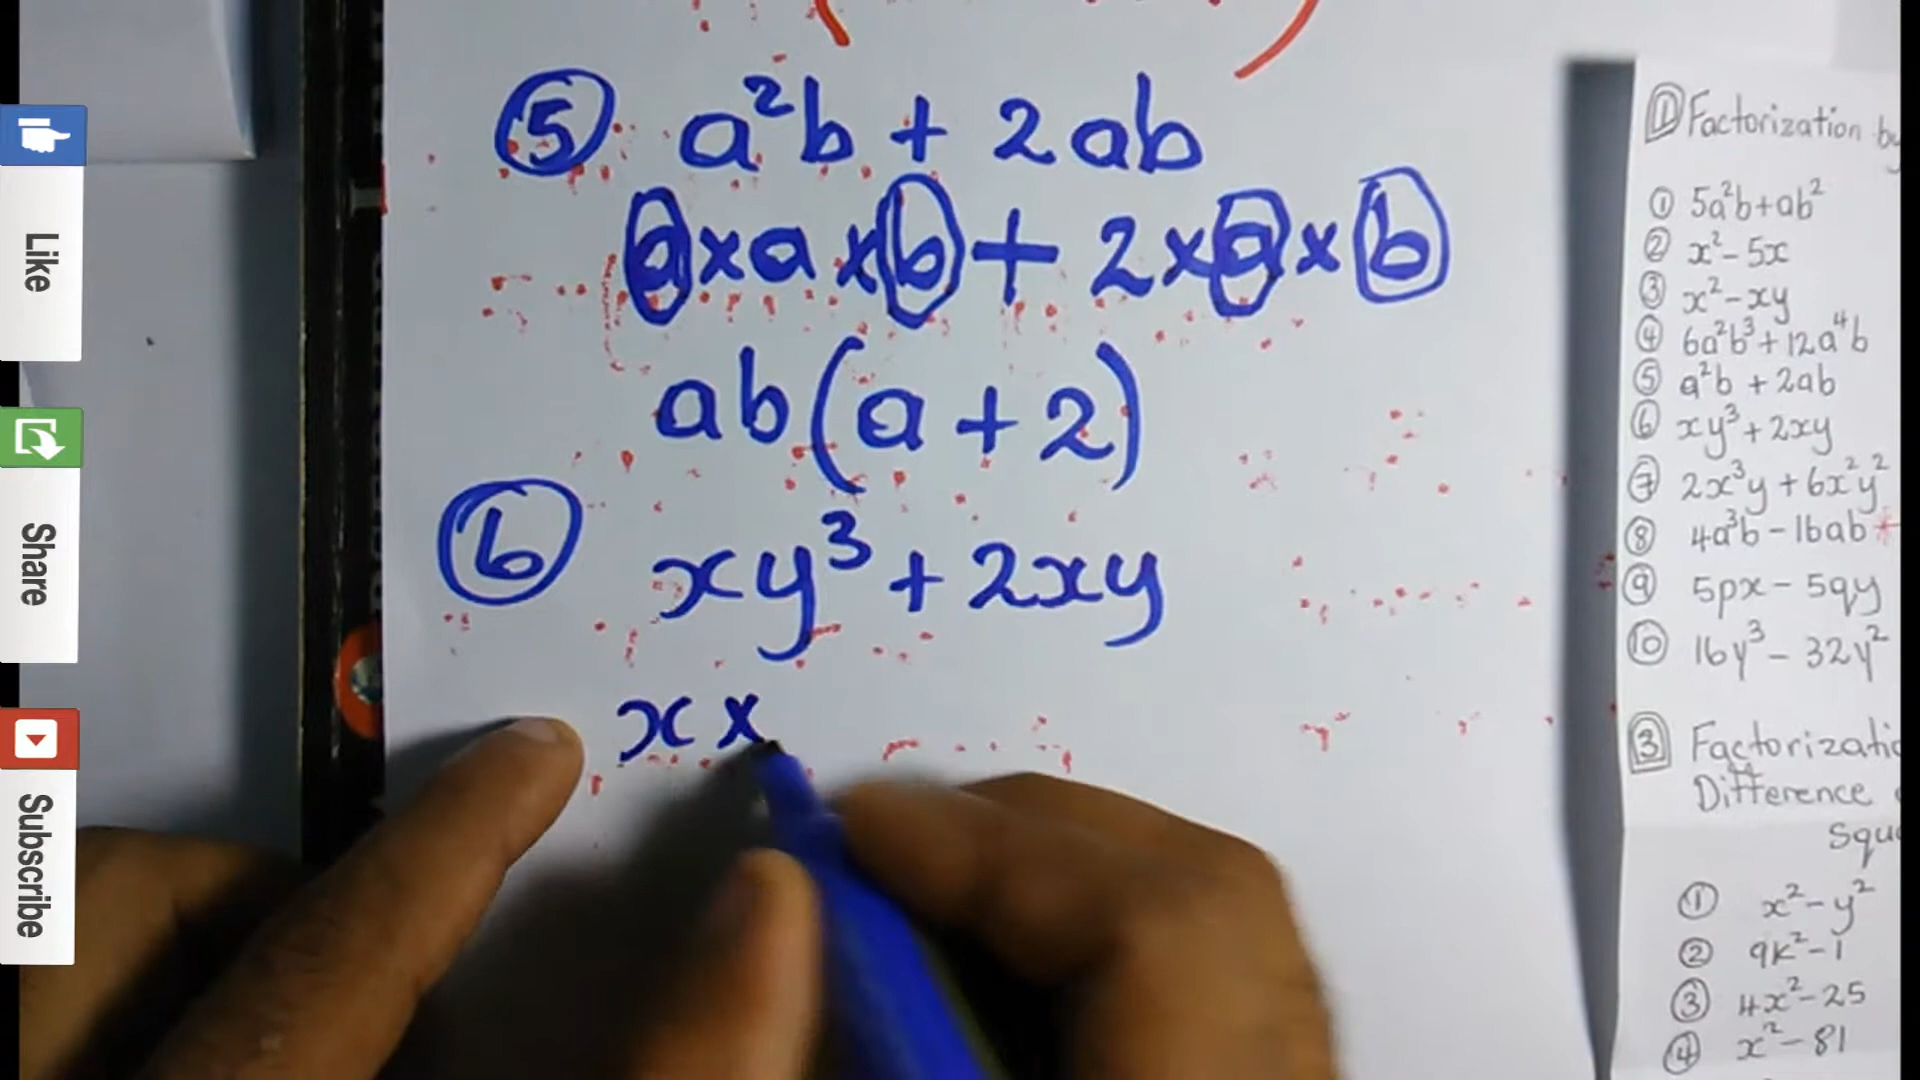 Like
Share
Subscribe
⑤ a²b + 2ab
a×a×b + 2×a×b
ab(a+2)
⑥ xy³ + 2xy
x ×
① Factorization by
① 5a²b+ab²
② x² - 5x
③ x² - xy
④ 6a²b³ + 12a⁴b
⑤ a²b + 2ab
⑥ xy³ + 2xy
⑦ 2x³y + 6x²y²
⑧ 4a³b - 16ab *
⑨ 5px - 5qy
⑩ 16y³ - 32y²
3
Difference
① x² - y²
② 9k² - 1
③ 4x² - 25
④ x² - 81